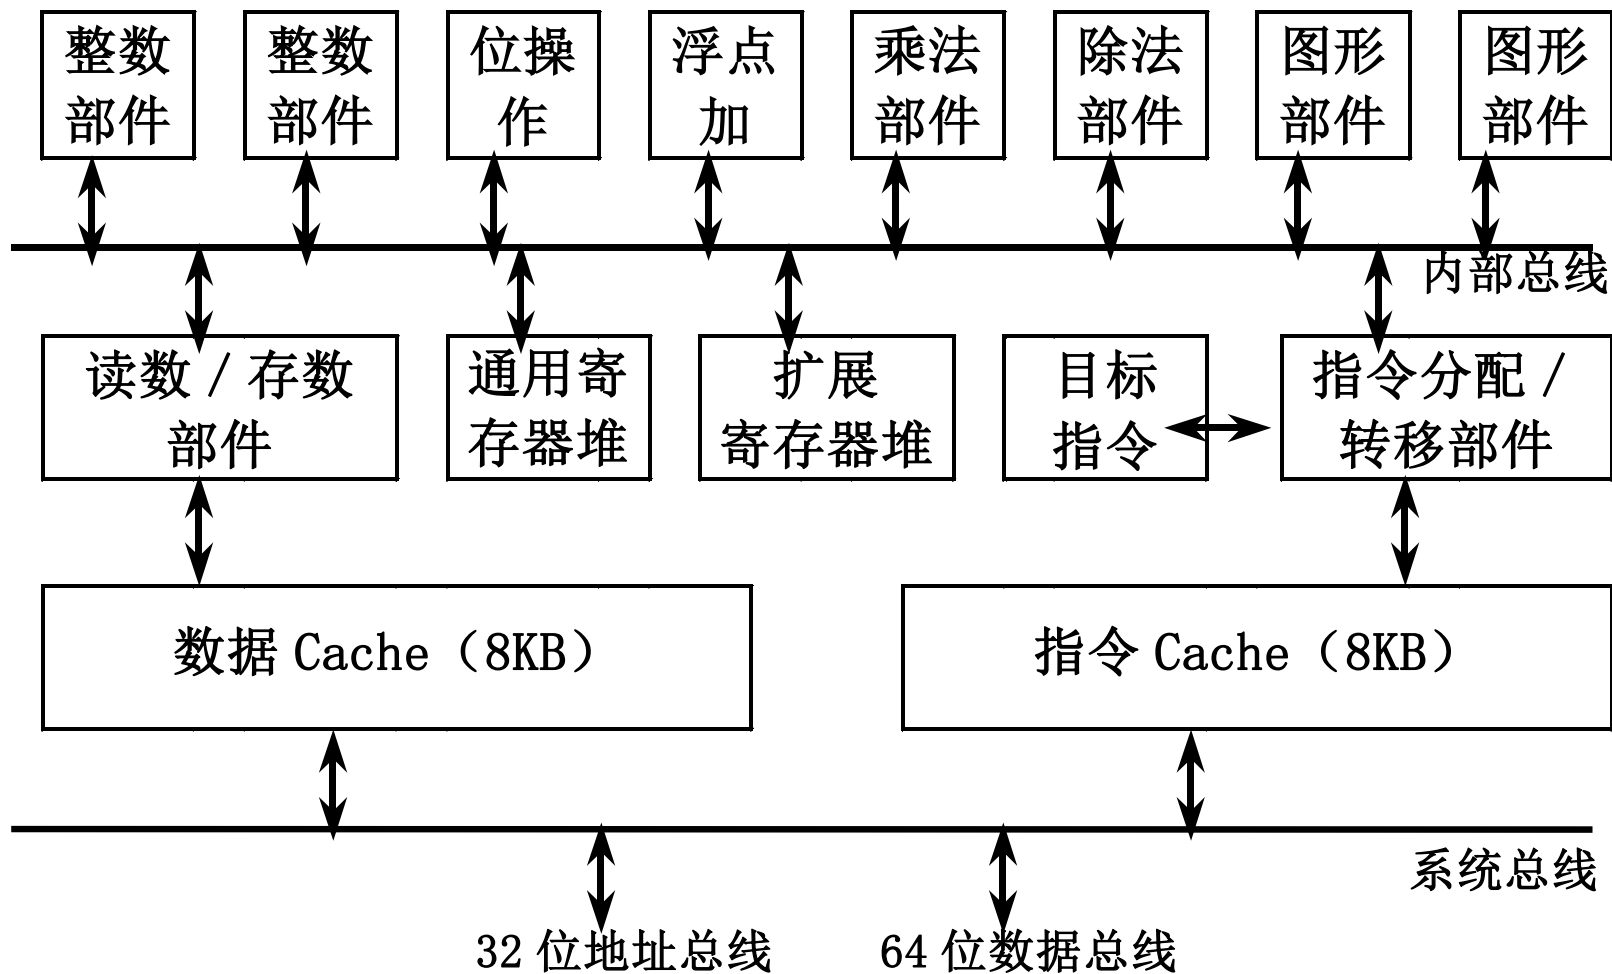 整数 整数 位操 浮点 乘法 除法 图形 图形
部件 部件 作 加 部件 部件 部件 部件
内部总线
读数/存数 通用寄 扩展 目标 指令分配/
部件 存器堆 寄存器堆 指令 转移部件
数据 Cache（8KB） 指令 Cache（8KB）
系统总线
32 位地址总线 64 位数据总线